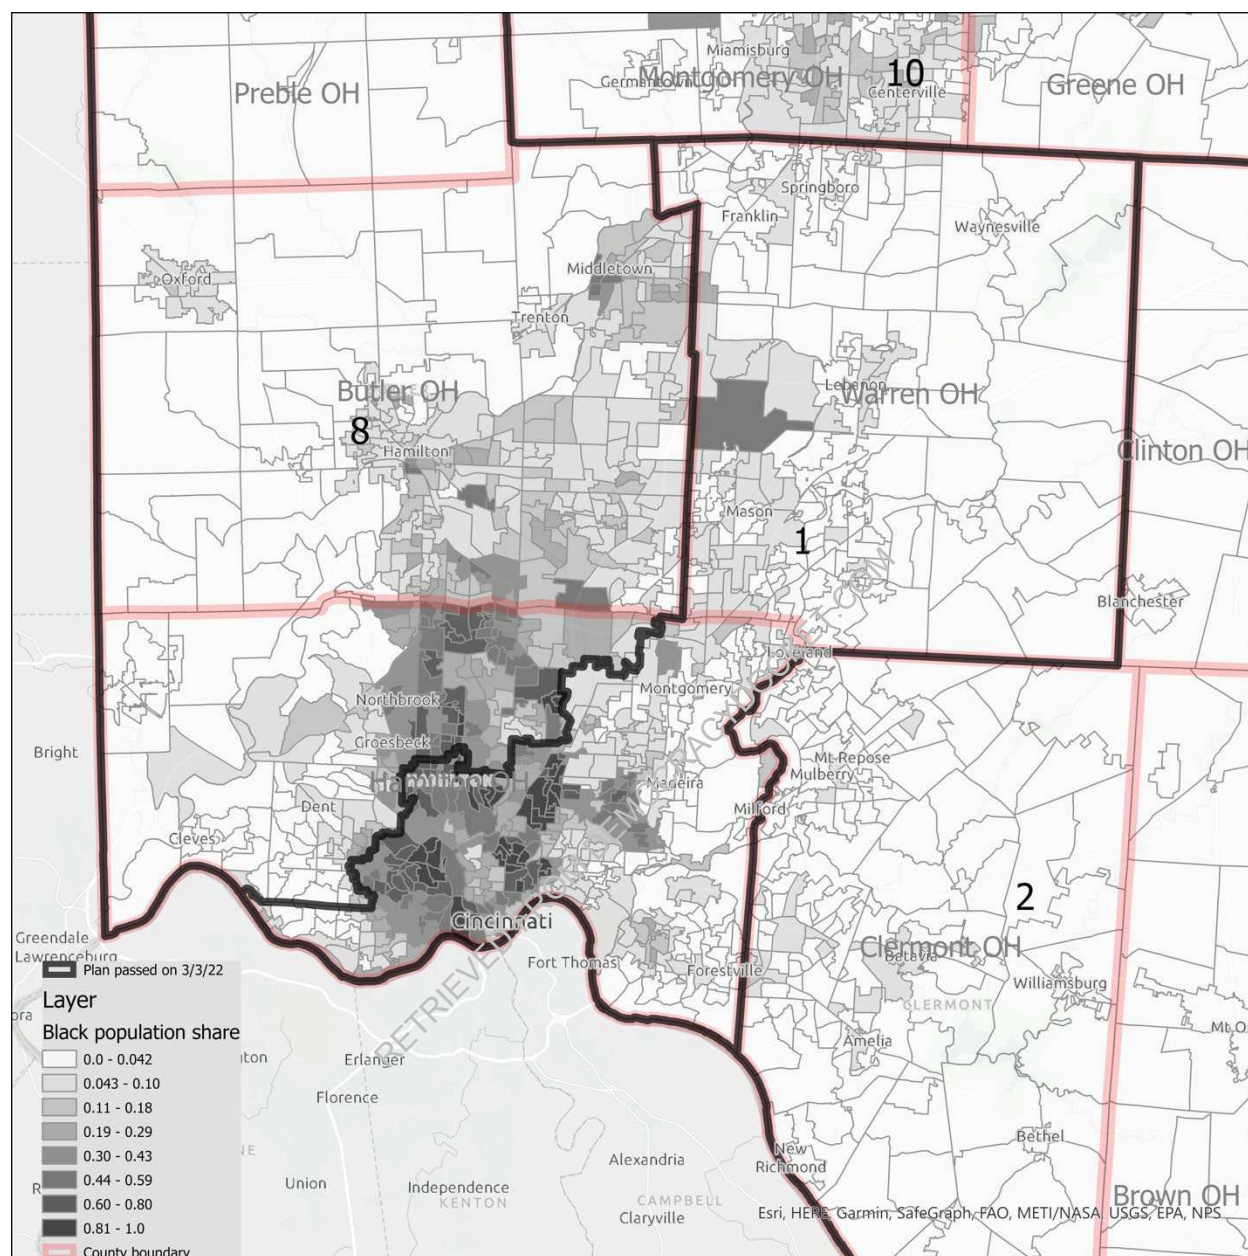 10
Miamisburg
Germantown
Montgomery OH
Centerville
Greene OH
Preble OH
Springboro
Franklin
Waynesville
Oxford
Middletown
Trenton
Butler OH
8
Hamilton
Lebanon
Warren OH
Clinton OH
Mason
1
Blanchester
Loveland
Montgomery
Northbrook
Groesbeck
Bright
Mt Repose
Mulberry
Madeira
Milford
HAMILTON
Dent
Cleves
2
Cincinnati
Clermont OH
Batavia
Greendale
Lawrenceburg
Fort Thomas
Forestville
Williamsburg
CLERMONT
Amelia
Erlanger
Florence
Bethel
New
Richmond
Alexandria
Union
Independence
KENTON
CAMPBELL
Claryville
Brown OH
Plan passed on 3/3/22
Layer
Black population share
0.0 - 0.042
0.043 - 0.10
0.11 - 0.18
0.19 - 0.29
0.30 - 0.43
0.44 - 0.59
0.60 - 0.80
0.81 - 1.0
County boundary
Esri, HERE, Garmin, SafeGraph, FAO, METI/NASA, USGS, EPA, NPS